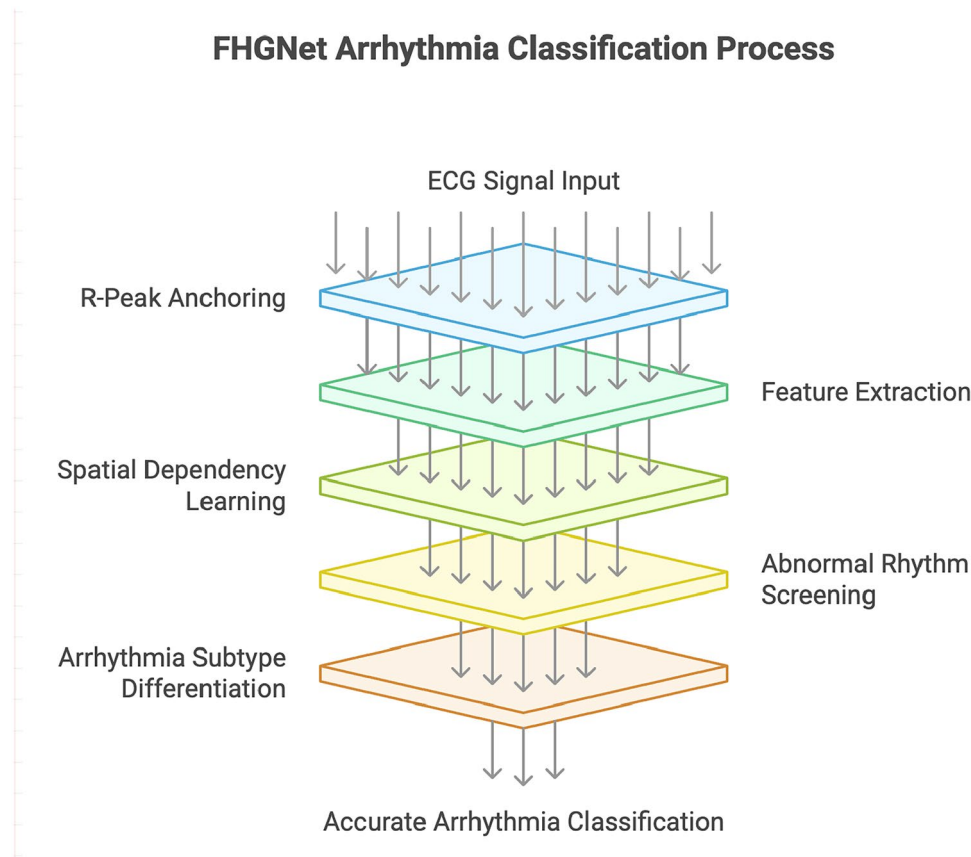 FHGNet Arrhythmia Classification Process
ECG Signal Input
R-Peak Anchoring
Feature Extraction
Spatial Dependency
Learning
Abnormal Rhythm
Screening
Arrhythmia Subtype
Differentiation
Accurate Arrhythmia Classification